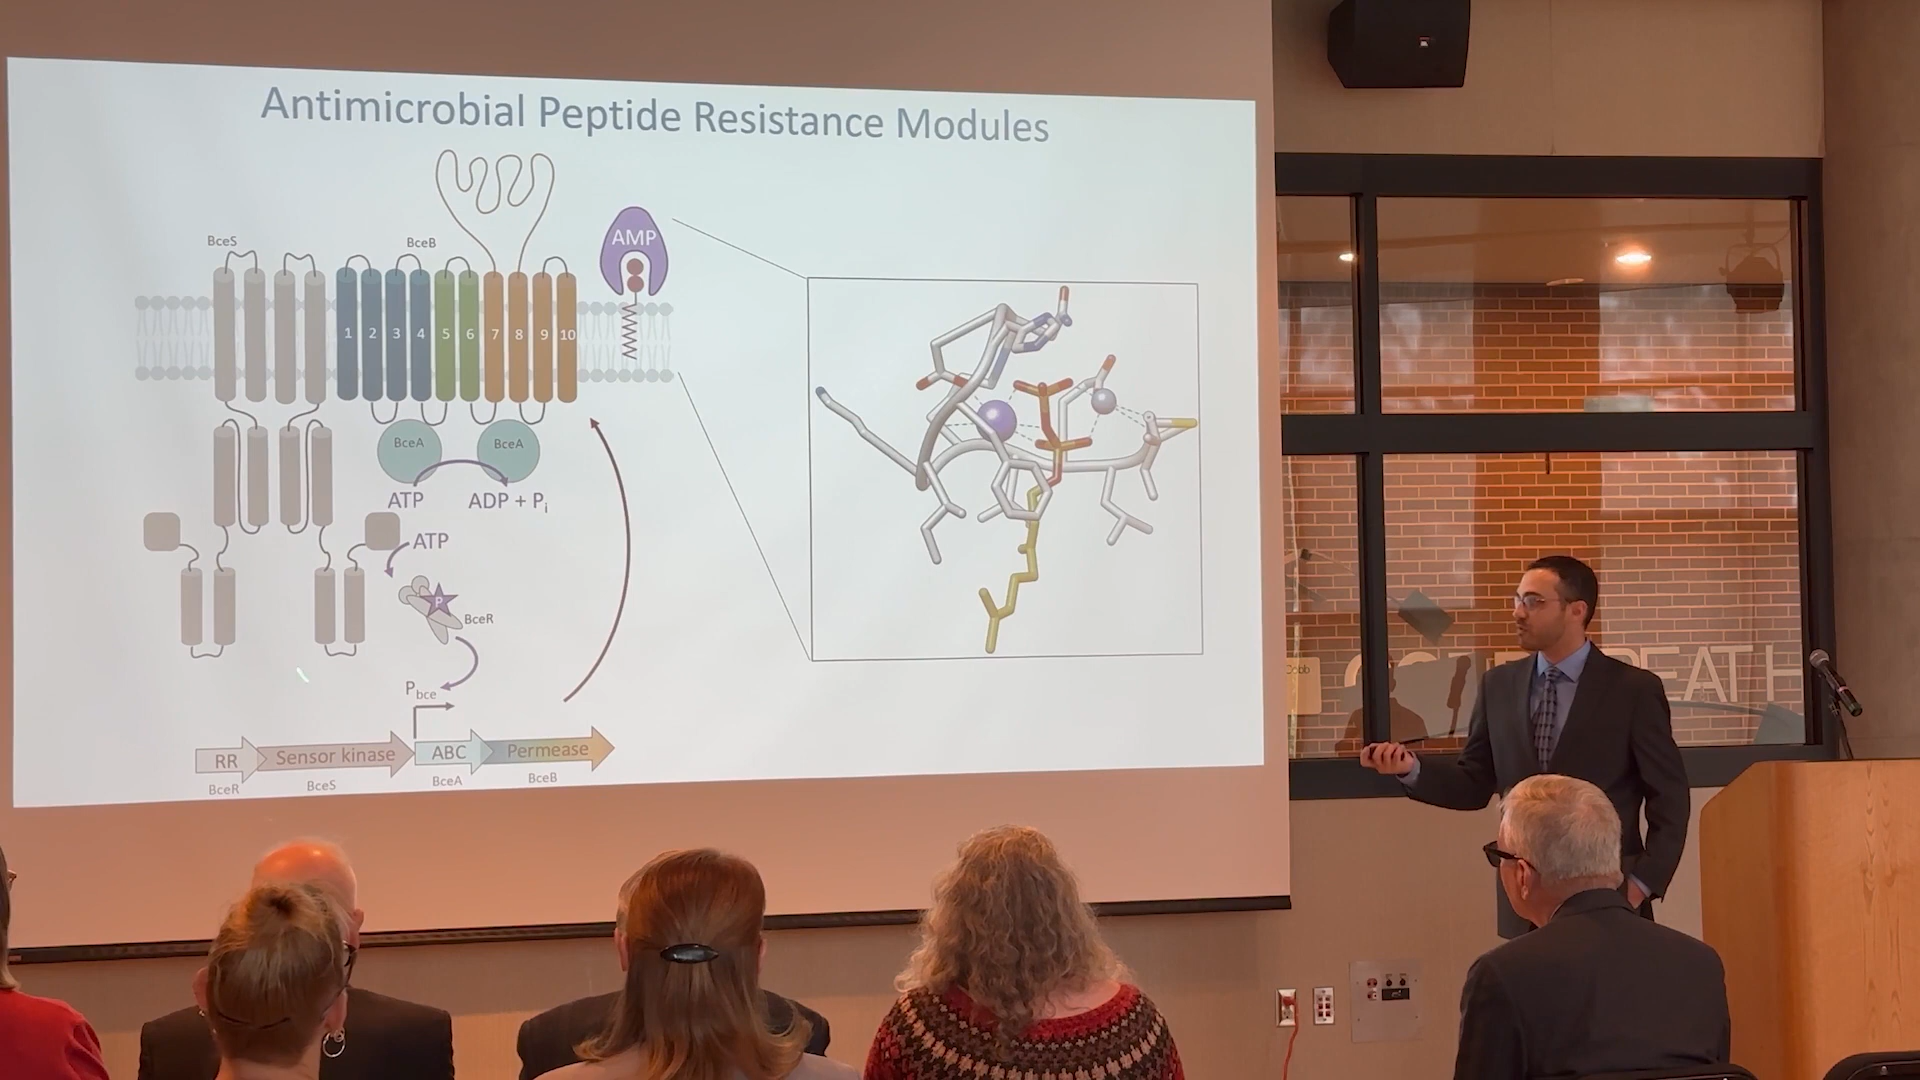 Antimicrobial Peptide Resistance Modules
BceS
BceB
AMP
1 2 3 4 5 6 7 8 9 10
BceA
BceA
ATP
ADP + Pi
ATP
P
BceR
Pbce
RR
Sensor kinase
ABC
Permease
BceR
BceS
BceA
BceB
Cobb